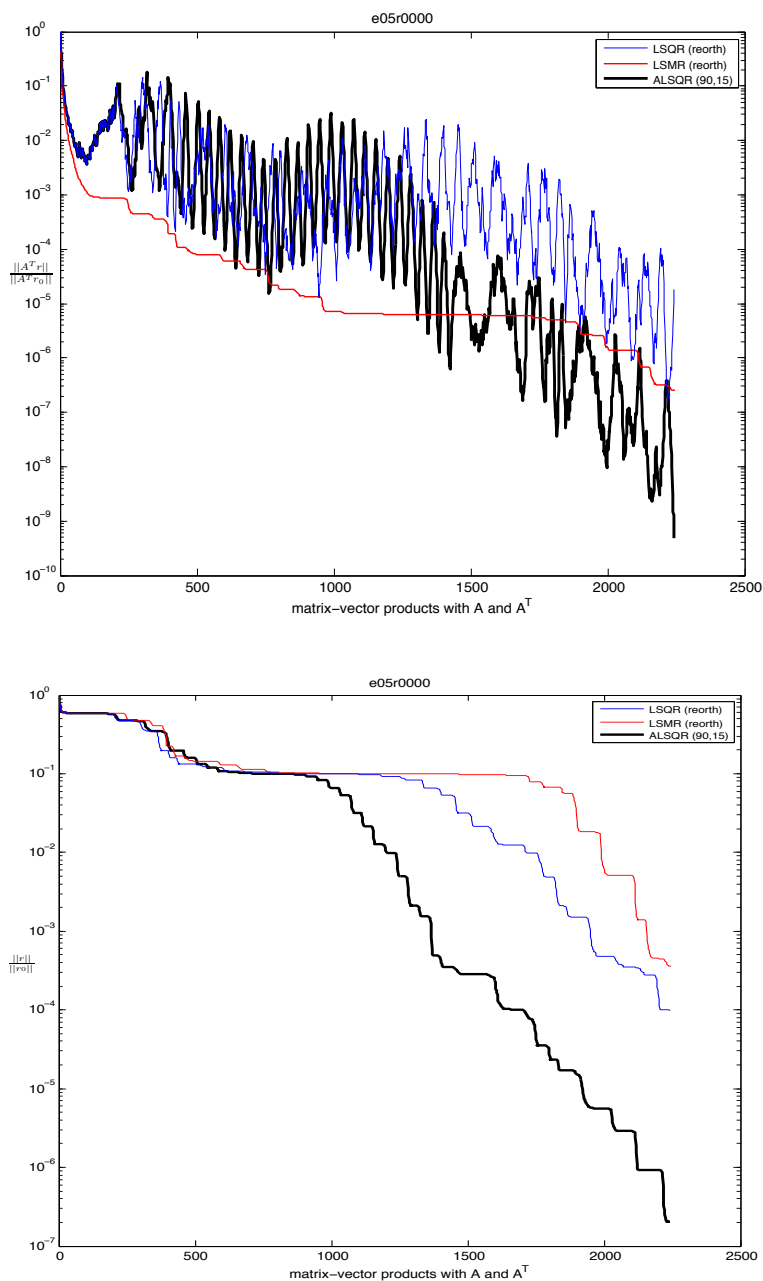 e05r0000
10^0
LSQR (reorth)
LSMR (reorth)
ALSQR (90,15)
10^-1
10^-2
10^-3
10^-4
||A^T r||
||A^T r_0||
10^-5
10^-6
10^-7
10^-8
10^-9
10^-10
0 500 1000 1500 2000 2500
matrix-vector products with A and A^T
e05r0000
10^0
LSQR (reorth)
LSMR (reorth)
ALSQR (90,15)
10^-1
10^-2
10^-3
||r||
||r_0||
10^-4
10^-5
10^-6
10^-7
0 500 1000 1500 2000 2500
matrix-vector products with A and A^T